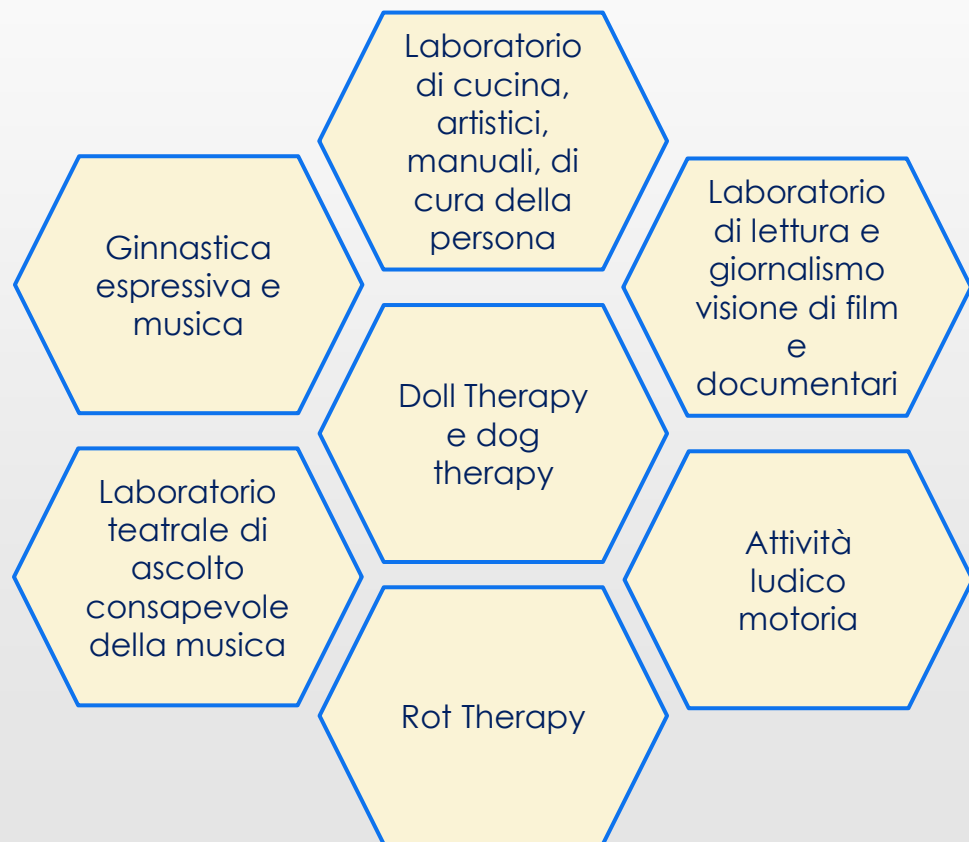 Laboratorio
di cucina,
artistici,
manuali, di
cura della
persona
Ginnastica
espressiva e
musica
Laboratorio
di lettura e
giornalismo
visione di film
e
documentari
Doll Therapy
e dog
therapy
Laboratorio
teatrale di
ascolto
consapevole
della musica
Attività
ludico
motoria
Rot Therapy